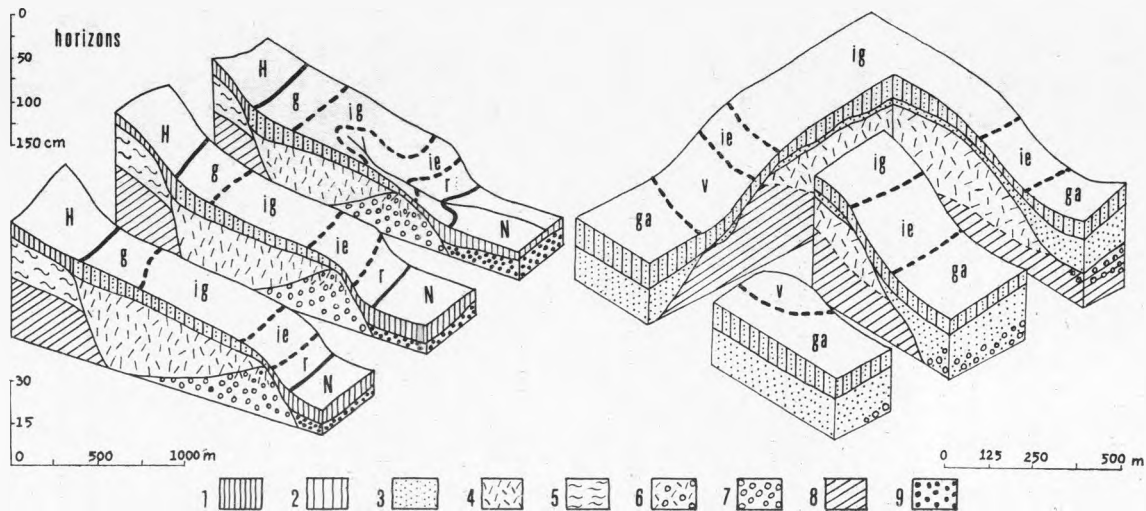 0
horizons
50
100
150 cm
H g ig ie r N
H g ig ie r N
H g ig ie r N
ig
ie ie
v
ga ga
ig
ie
ga
v
ga
30
15
0 500 1000 m
0 125 250 500 m
1 2 3 4 5 6 7 8 9